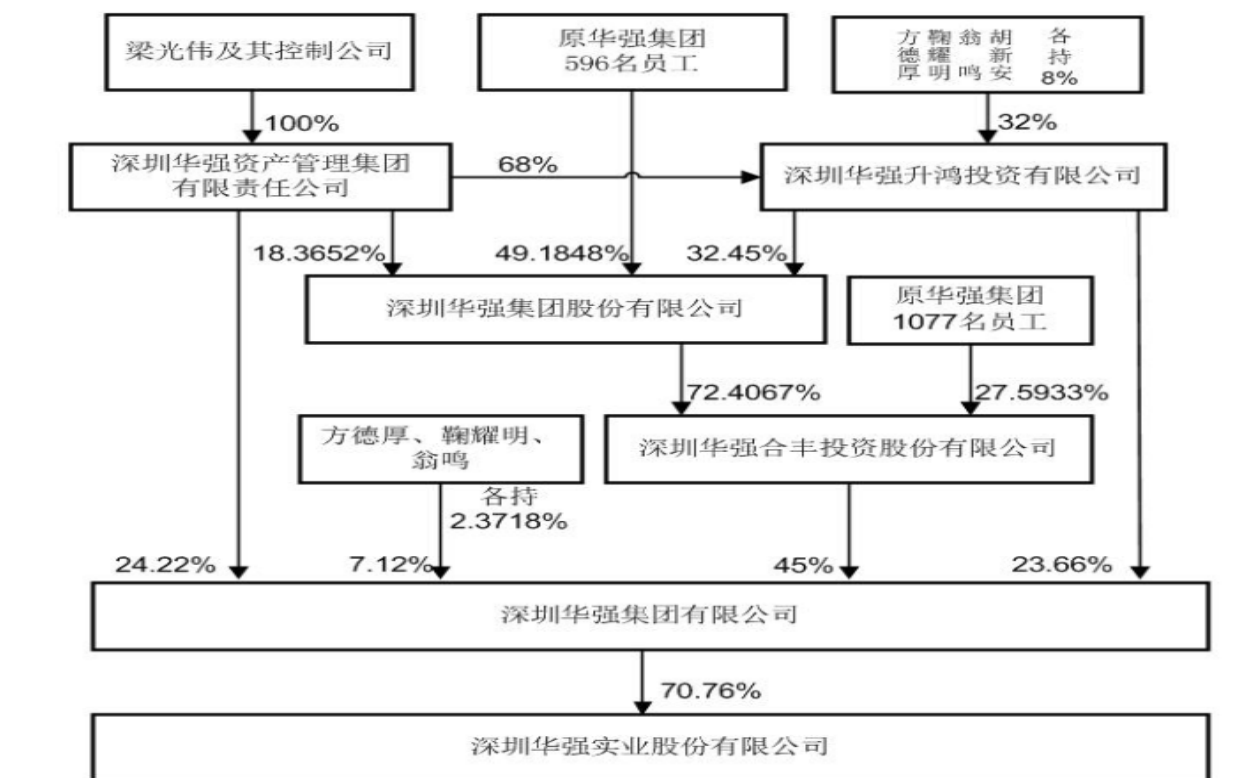 梁光伟及其控制公司
原华强集团
596名员工
方德厚
鞠耀明
翁鸣
胡新安
各持
8%
100%
32%
深圳华强资产管理集团
有限责任公司
68%
深圳华强升鸿投资有限公司
18.3652%
49.1848%
32.45%
深圳华强集团股份有限公司
原华强集团
1077名员工
72.4067%
27.5933%
方德厚、鞠耀明、
翁鸣
深圳华强合丰投资股份有限公司
各持
2.3718%
24.22%
7.12%
45%
23.66%
深圳华强集团有限公司
70.76%
深圳华强实业股份有限公司